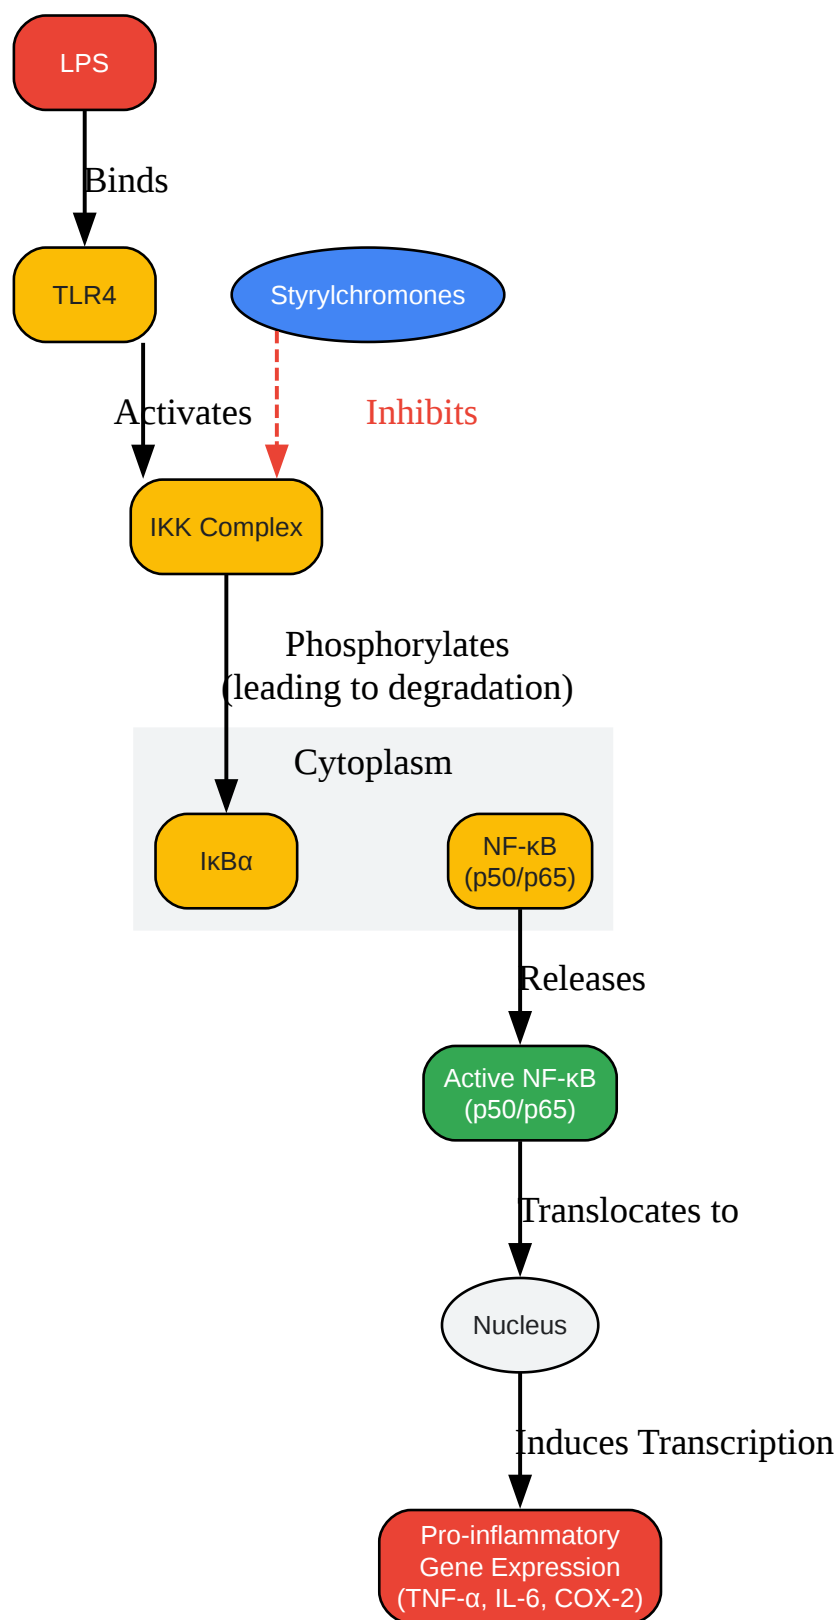 LPS
Binds
TLR4
Styrylchromones
Activates
Inhibits
IKK Complex
Phosphorylates
(leading to degradation)
Cytoplasm
IκBα
NF-κB
(p50/p65)
Releases
Active NF-κB
(p50/p65)
Translocates to
Nucleus
Induces Transcription
Pro-inflammatory
Gene Expression
(TNF-α, IL-6, COX-2)